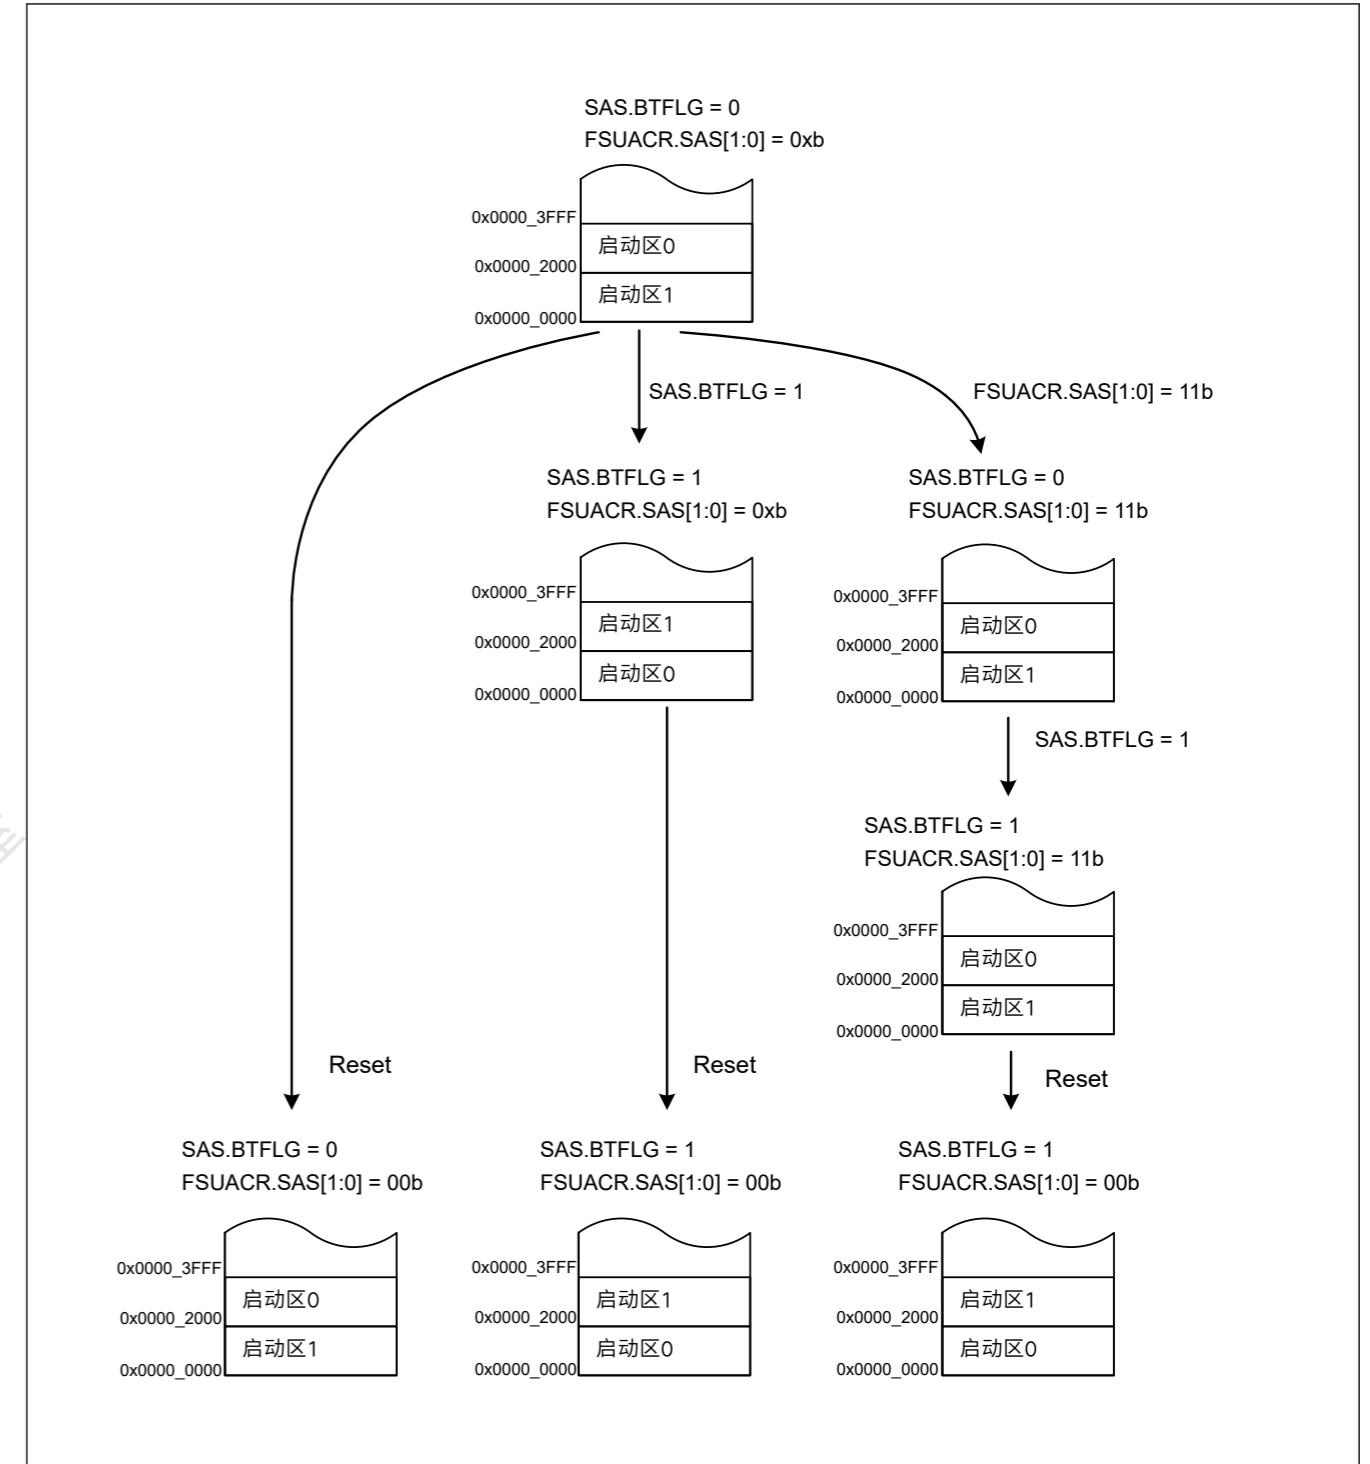 SAS.BTFLG = 0
FSUACR.SAS[1:0] = 0xb
0x0000_3FFF
启动区0
0x0000_2000
启动区1
0x0000_0000
SAS.BTFLG = 1
FSUACR.SAS[1:0] = 11b
SAS.BTFLG = 1
FSUACR.SAS[1:0] = 0xb
0x0000_3FFF
启动区1
0x0000_2000
启动区0
0x0000_0000
SAS.BTFLG = 0
FSUACR.SAS[1:0] = 11b
0x0000_3FFF
启动区0
0x0000_2000
启动区1
0x0000_0000
SAS.BTFLG = 1
SAS.BTFLG = 1
FSUACR.SAS[1:0] = 11b
0x0000_3FFF
启动区0
0x0000_2000
启动区1
0x0000_0000
Reset
Reset
Reset
SAS.BTFLG = 0
FSUACR.SAS[1:0] = 00b
0x0000_3FFF
启动区0
0x0000_2000
启动区1
0x0000_0000
SAS.BTFLG = 1
FSUACR.SAS[1:0] = 00b
0x0000_3FFF
启动区1
0x0000_2000
启动区0
0x0000_0000
SAS.BTFLG = 1
FSUACR.SAS[1:0] = 00b
0x0000_3FFF
启动区1
0x0000_2000
启动区0
0x0000_0000